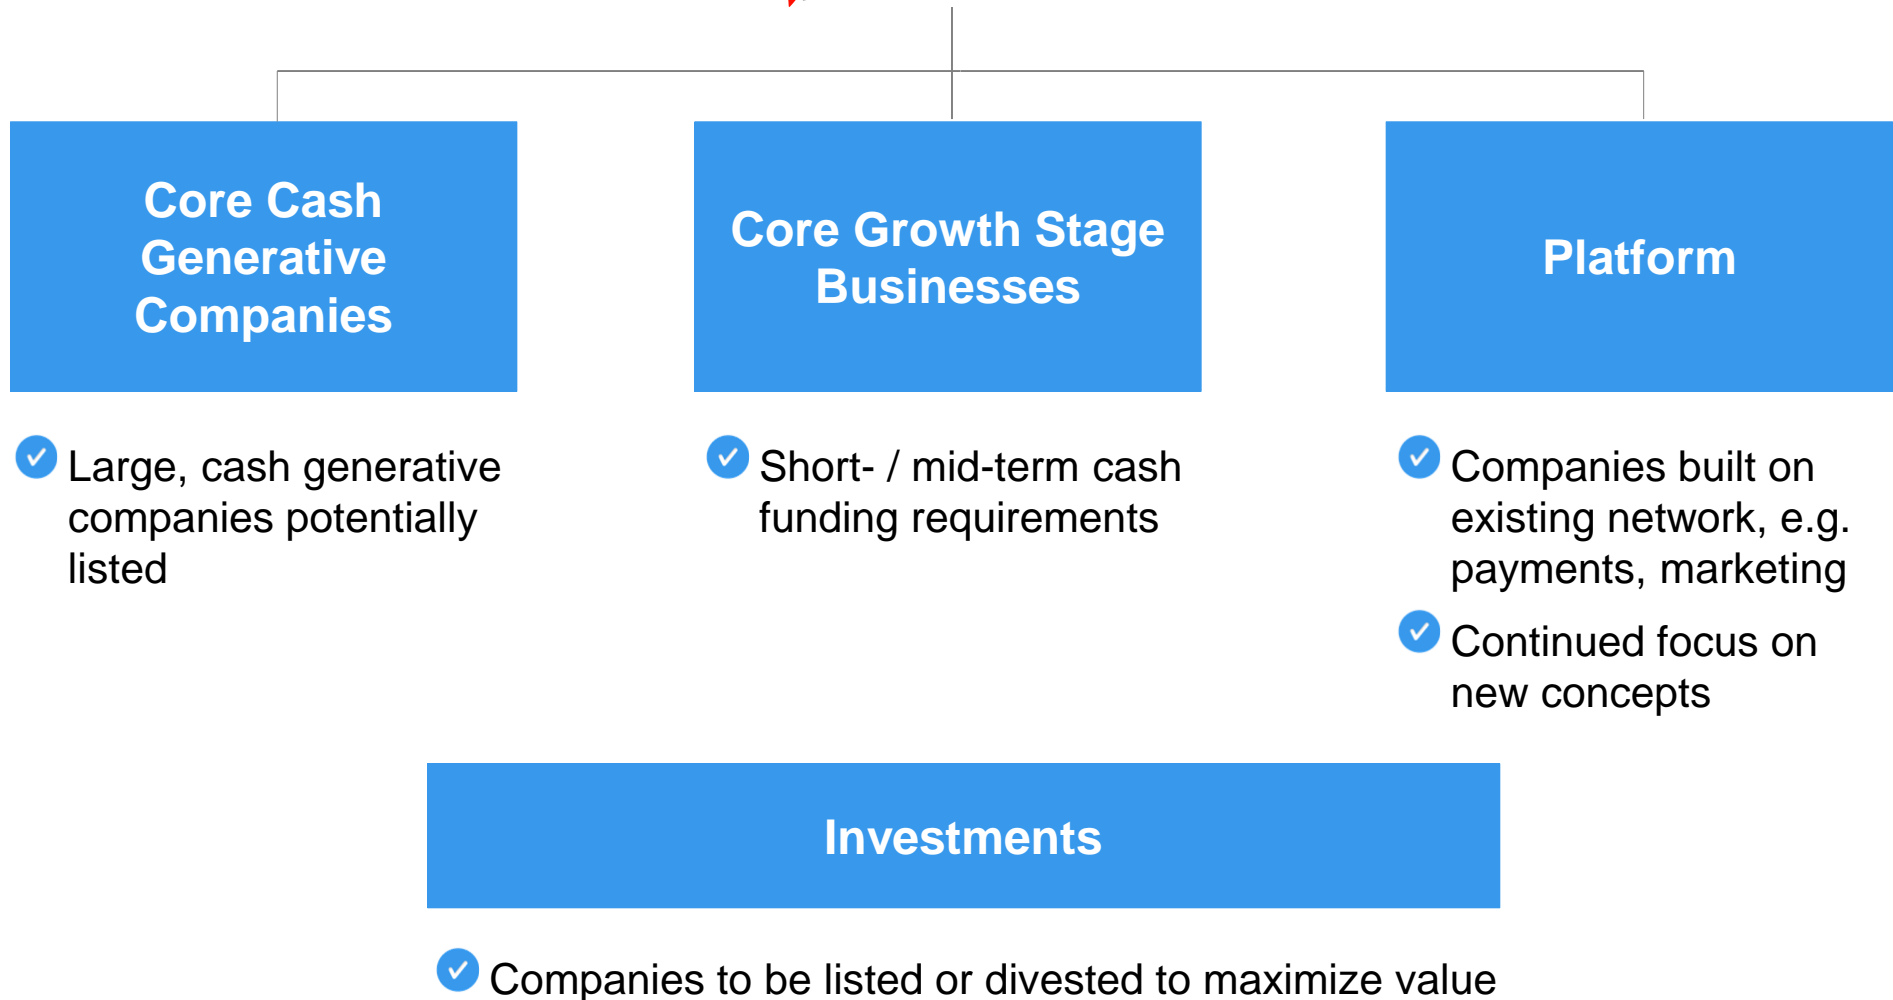 Core Cash
Generative
Companies
Core Growth Stage
Businesses
Platform
Large, cash generative
companies potentially
listed
Short- / mid-term cash
funding requirements
Companies built on
existing network, e.g.
payments, marketing
Continued focus on
new concepts
Investments
Companies to be listed or divested to maximize value